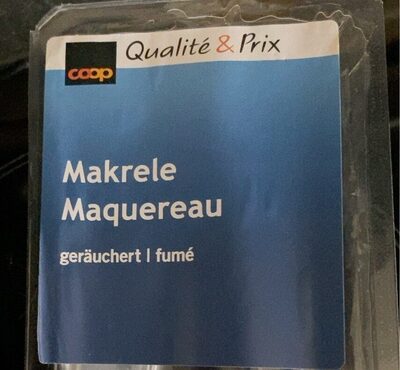 coop Qualité & Prix
Makrele
Maquereau
geräuchert | fumé